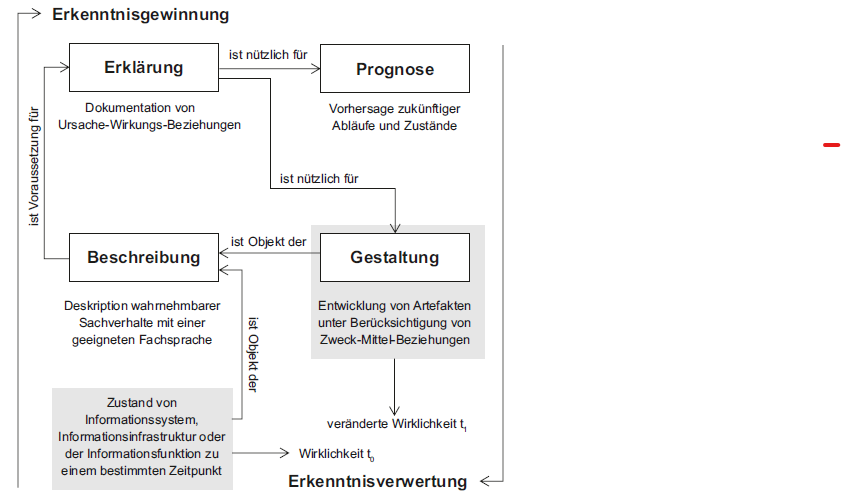 Erkenntnisgewinnung
ist nützlich für
Erklärung
Prognose
Dokumentation von
Ursache-Wirkungs-Beziehungen
Vorhersage zukünftiger
Abläufe und Zustände
ist Voraussetzung für
ist nützlich für
ist Objekt der
Beschreibung
Gestaltung
Deskription wahrnehmbarer
Sachverhalte mit einer
geeigneten Fachsprache
Entwicklung von Artefakten
unter Berücksichtigung von
Zweck-Mittel-Beziehungen
ist Objekt der
Zustand von
Informationssystem,
Informationsinfrastruktur oder
der Informationsfunktion zu
einem bestimmten Zeitpunkt
veränderte Wirklichkeit t1
Wirklichkeit t0
Erkenntnisverwertung